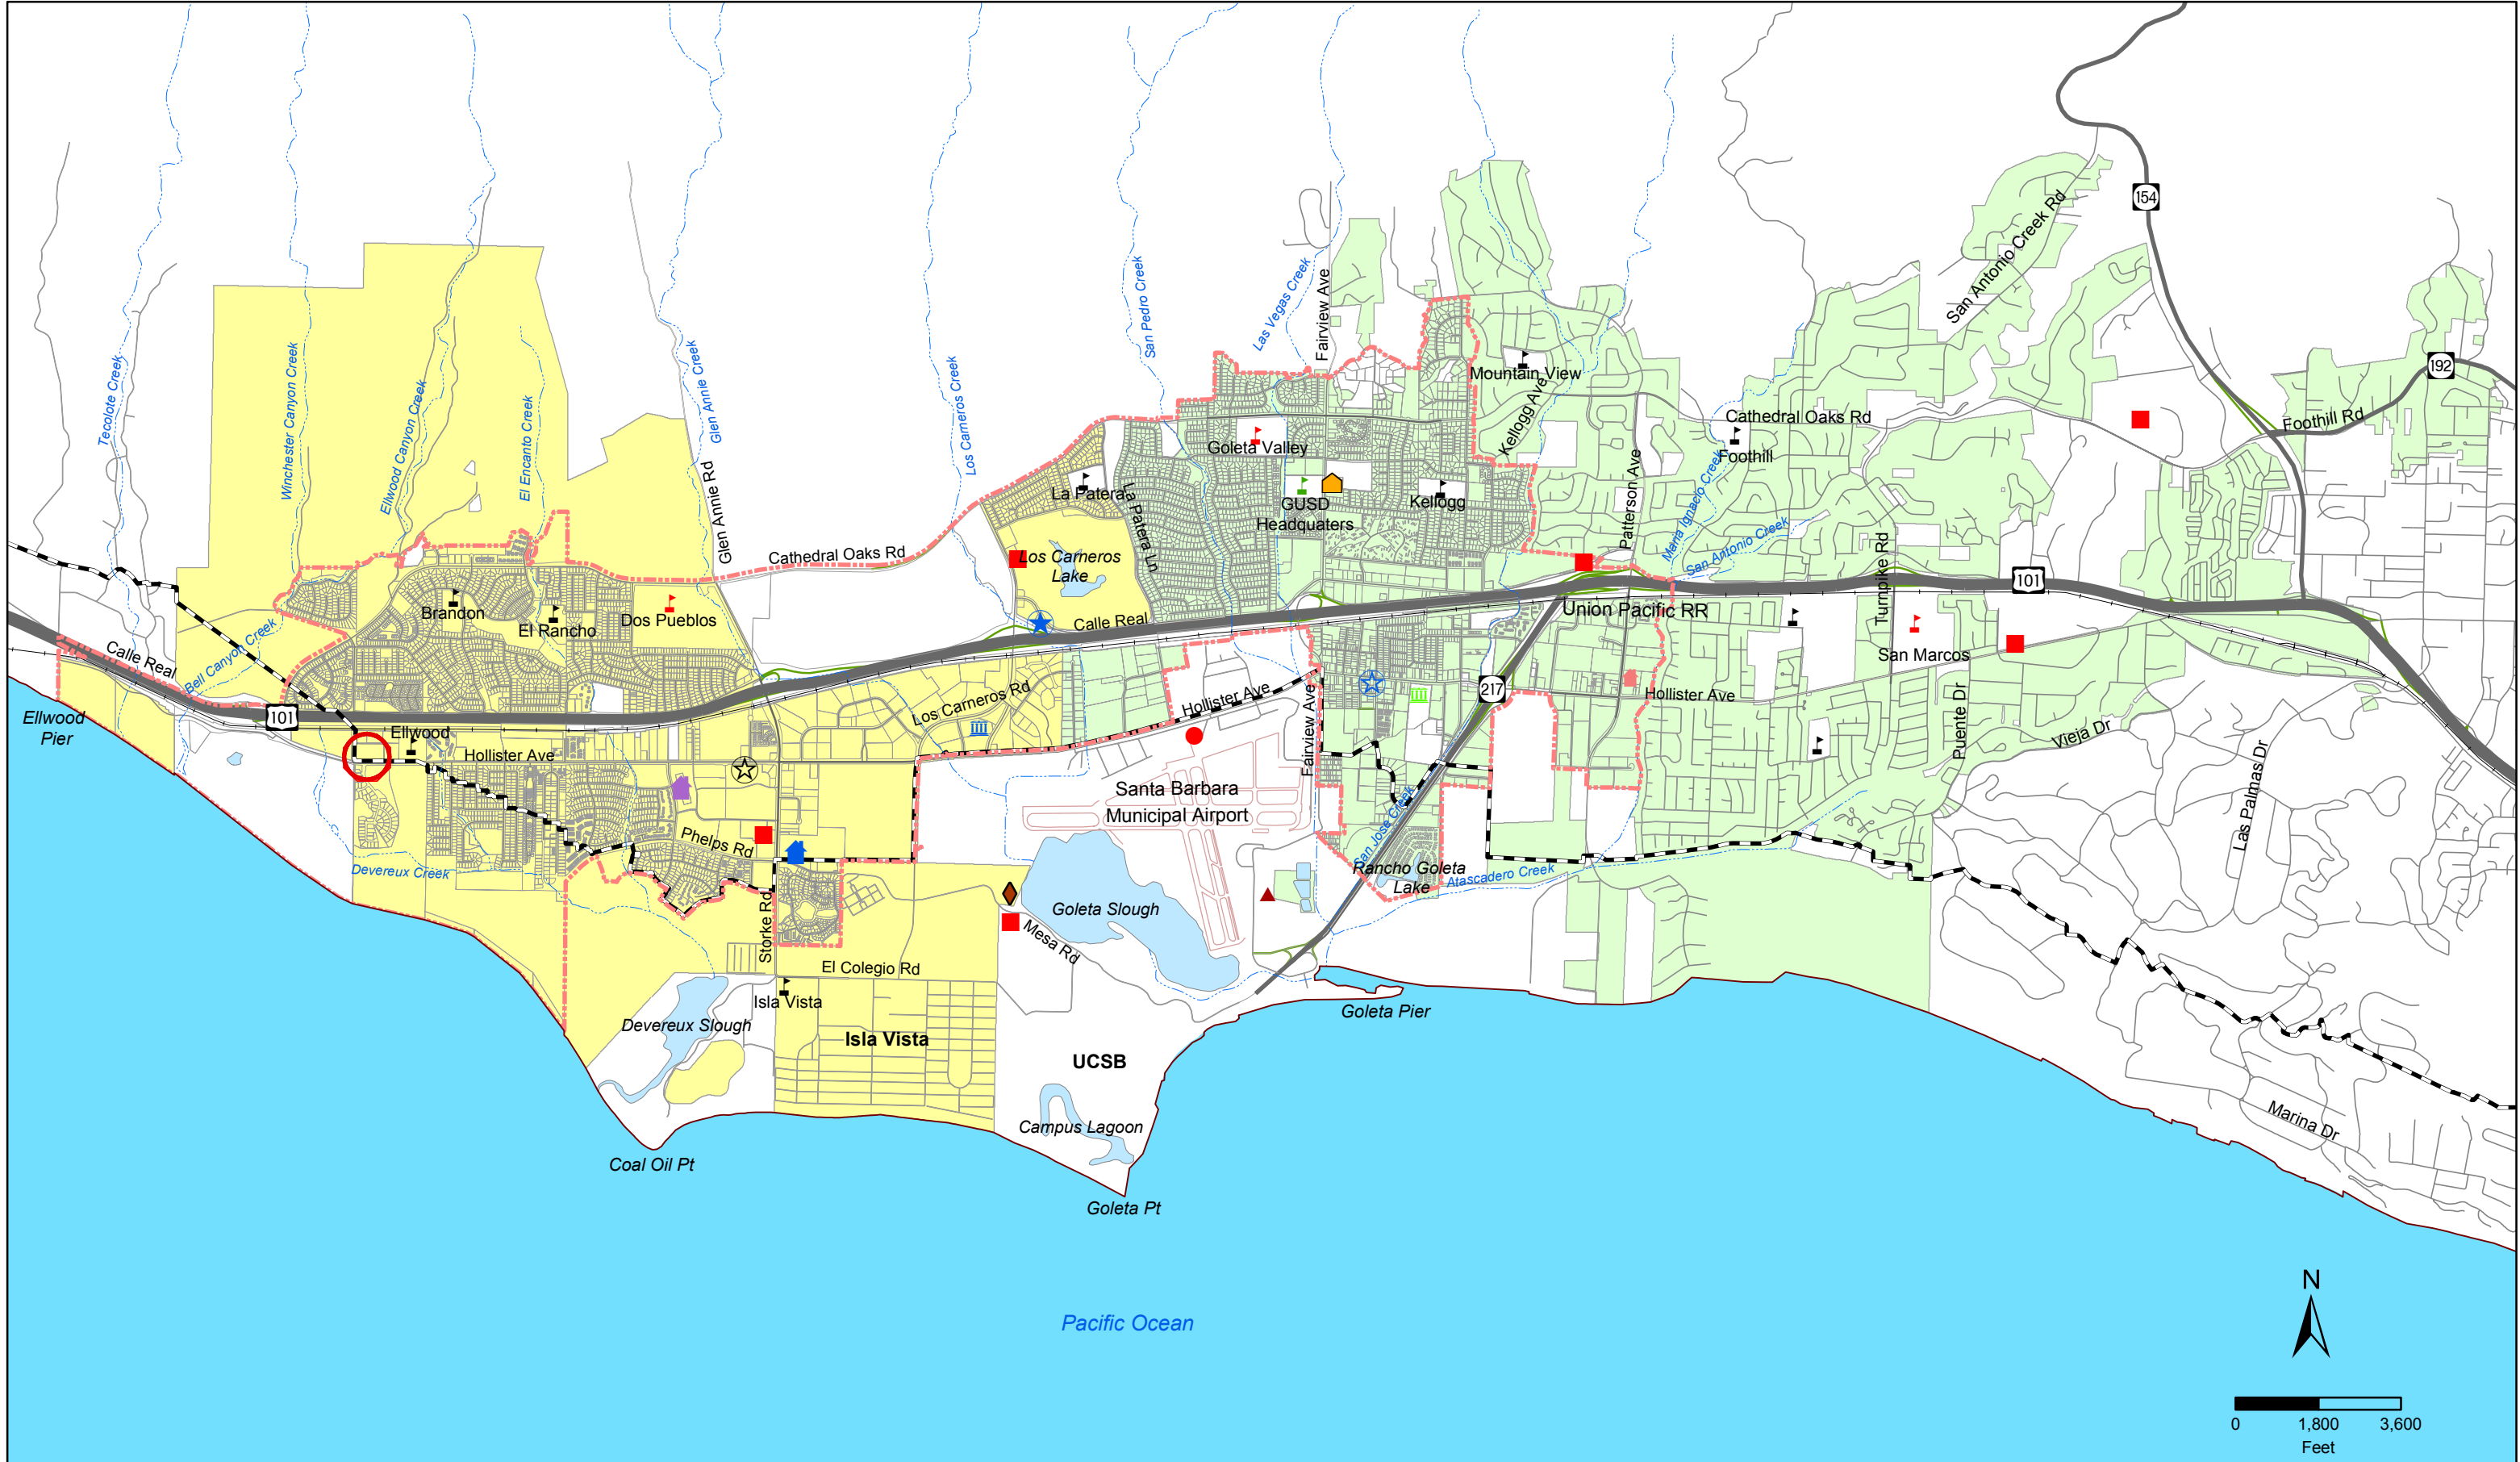 154
San Antonio Creek Rd
192
Foothill Rd
Fairview Ave
Las Vegas Creek
San Pedro Creek
Tecolote Creek
Winchester Canyon Creek
Ellwood Canyon Creek
El Encanto Creek
Glen Annie Creek
Los Carneros Creek
Mountain View
Kellogg Ave
Cathedral Oaks Rd
Foothill
Goleta Valley
La Patera
La Patera Ln
GUSD
Headquaters
Kellogg
Patterson Ave
Maria Ignacio Creek
San Antonio Creek
Turnpike Rd
Glen Annie Rd
Cathedral Oaks Rd
Los Carneros
Lake
101
Union Pacific RR
Calle Real
Brandon
El Rancho
Dos Pueblos
San Marcos
Calle Real
Bell Canyon Creek
101
Ellwood
Pier
Ellwood
Hollister Ave
Los Carneros Rd
Hollister Ave
Fairview Ave
217
Hollister Ave
Puente Dr
Vieja Dr
Las Palmas Dr
Santa Barbara
Municipal Airport
San Jose Creek
Phelps Rd
Devereux Creek
Rancho Goleta
Lake
Atascadero Creek
Storke Rd
Goleta Slough
Mesa Rd
El Colegio Rd
Isla Vista
Devereux Slough
Isla Vista
UCSB
Goleta Pier
Campus Lagoon
Marina Dr
Coal Oil Pt
Goleta Pt
Pacific Ocean
N
0 1,800 3,600
Feet